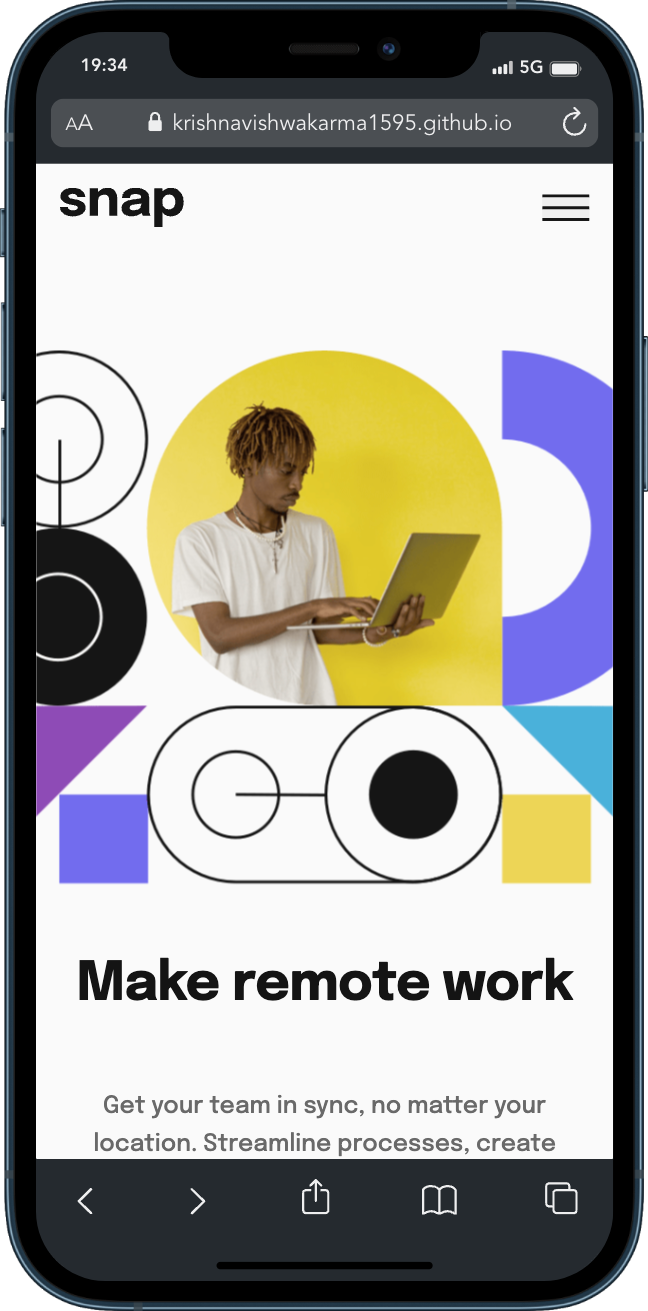 19:34
5G
AA
krishnavishwakarma1595.github.io
snap
Make remote work
Get your team in sync, no matter your
location. Streamline processes, create